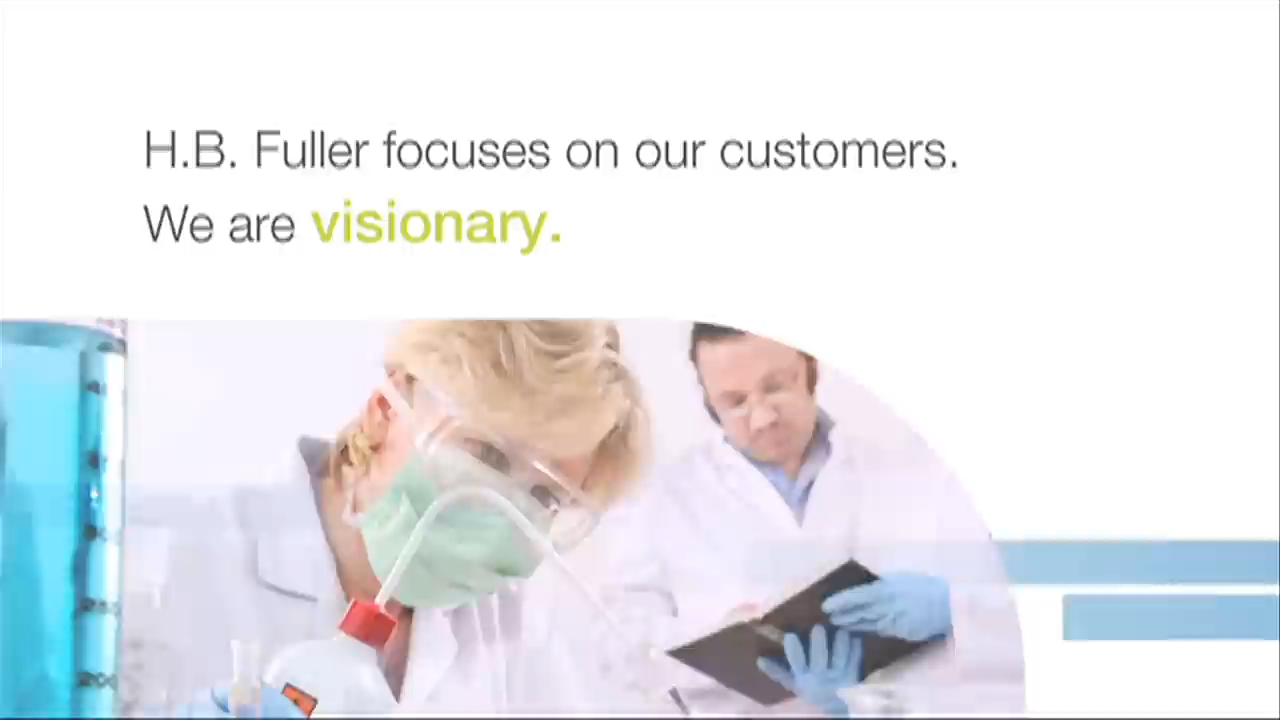 H.B. Fuller focuses on our customers.
We are visionary.